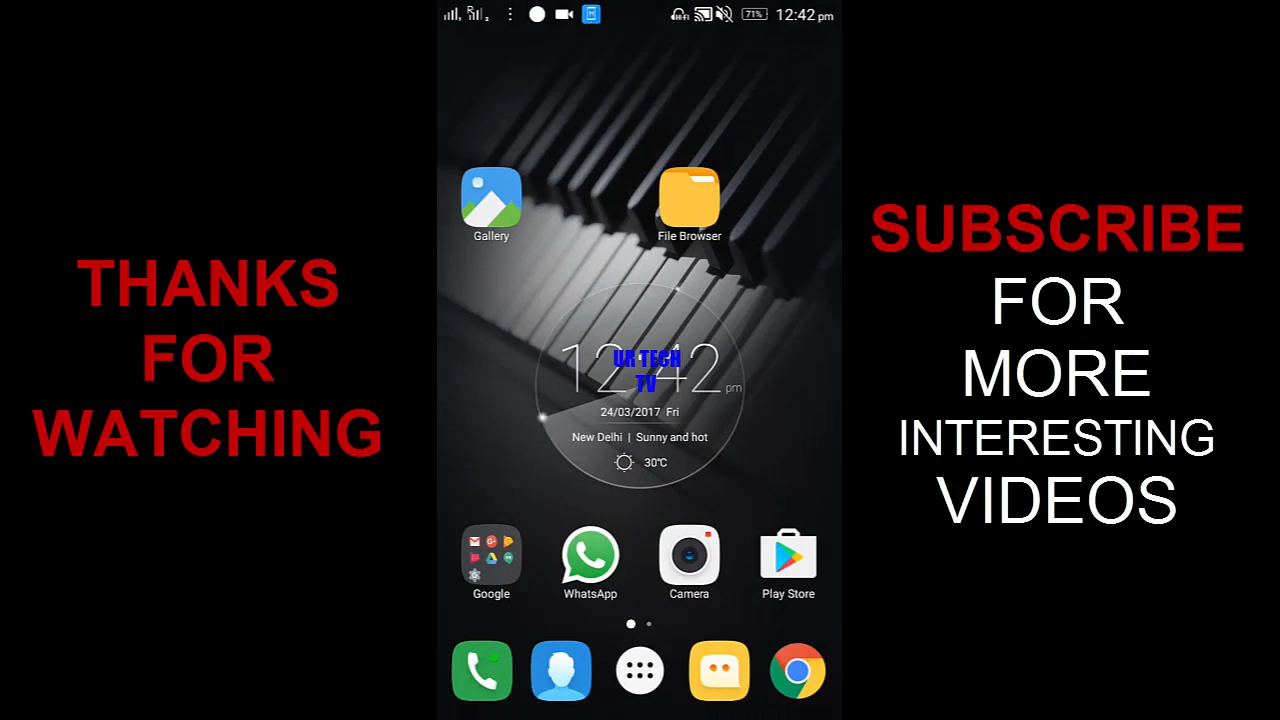 THANKS
FOR
WATCHING
71% 12:42 pm
Gallery
File Browser
12:42 pm
UR TECH
TV
24/03/2017 Fri
New Delhi | Sunny and hot
30℃
Google
WhatsApp
Camera
Play Store
SUBSCRIBE
FOR
MORE
INTERESTING
VIDEOS